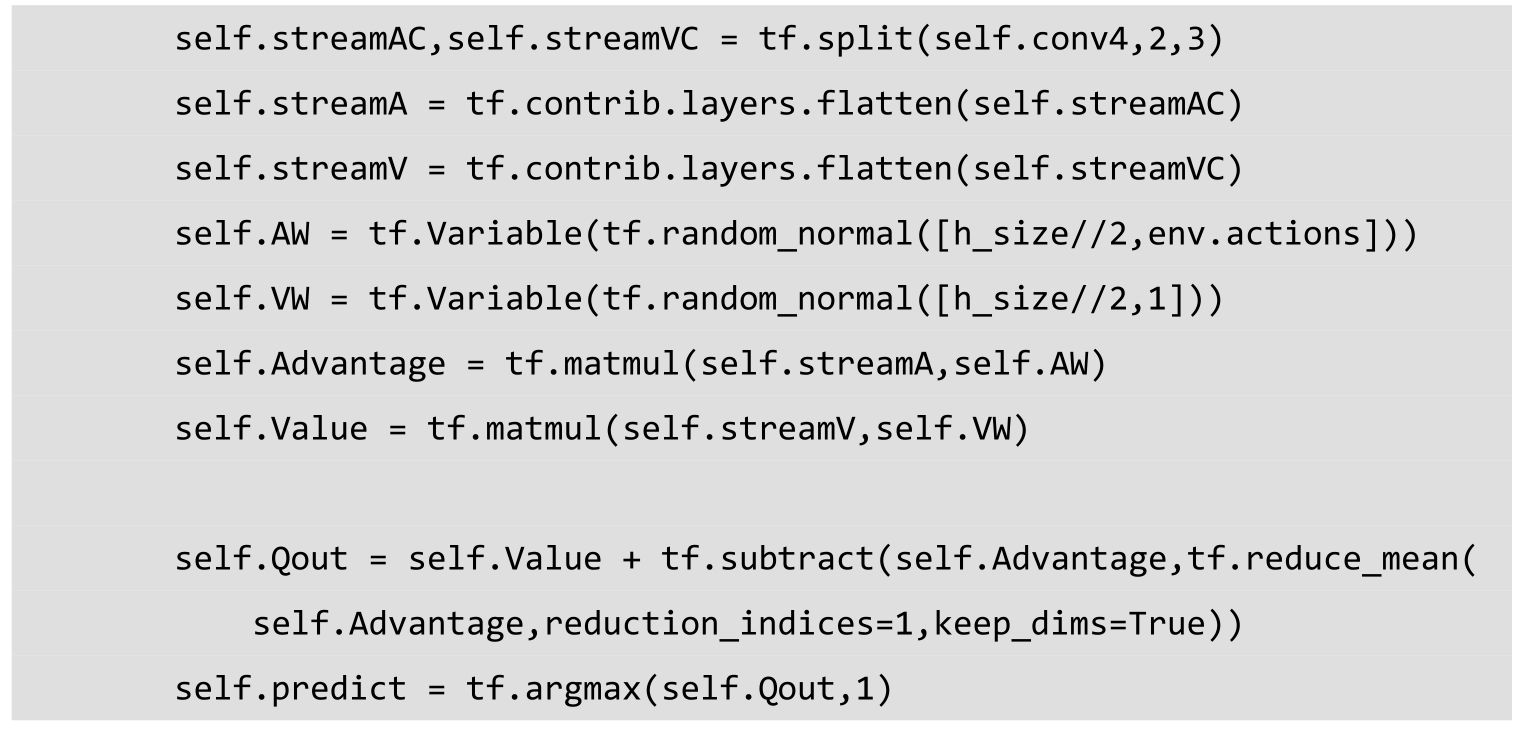 self.streamAC,self.streamVC = tf.split(self.conv4,2,3)
self.streamA = tf.contrib.layers.flatten(self.streamAC)
self.streamV = tf.contrib.layers.flatten(self.streamVC)
self.AW = tf.Variable(tf.random_normal([h_size//2,env.actions]))
self.VW = tf.Variable(tf.random_normal([h_size//2,1]))
self.Advantage = tf.matmul(self.streamA,self.AW)
self.Value = tf.matmul(self.streamV,self.VW)
self.Qout = self.Value + tf.subtract(self.Advantage,tf.reduce_mean(
self.Advantage,reduction_indices=1,keep_dims=True))
self.predict = tf.argmax(self.Qout,1)